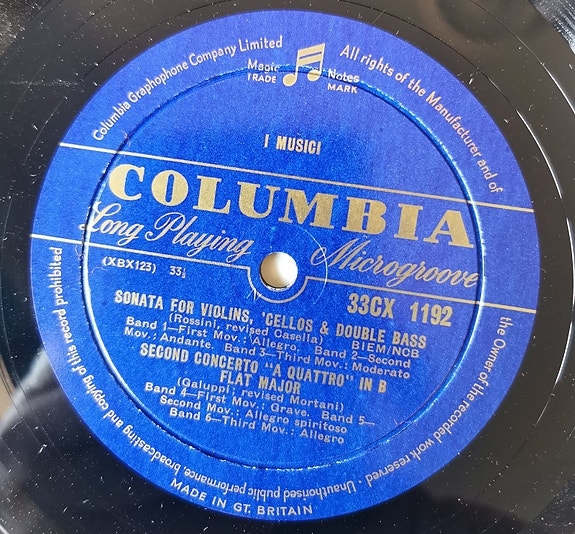 Columbia Graphophone Company Limited
All rights of the Manufacturer and of
the Owner of the recorded work reserved · Unauthorised public performance, broadcasting and copying of this record prohibited
Magic Notes
TRADE MARK
I MUSICI
COLUMBIA
Long Playing Microgroove
(XBX123) 33⅓
33CX 1192
SONATA FOR VIOLINS, 'CELLOS & DOUBLE BASS
(Rossini, revised Casella) BIEM/NCB
Band 1—First Mov.: Allegro. Band 2—Second
Mov.: Andante. Band 3—Third Mov.: Moderato
SECOND CONCERTO "A QUATTRO" IN B
FLAT MAJOR
(Galuppi; revised Mortani)
Band 4—First Mov.: Grave. Band 5—
Second Mov.: Allegro spiritoso
Band 6—Third Mov.: Allegro
MADE IN GT. BRITAIN